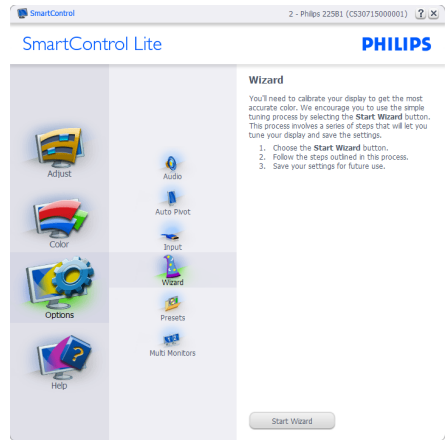 SmartControl
2 - Philips 225B1 (CS30715000001)
? X
SmartControl Lite
PHILIPS
Adjust
Color
Options
Help
Audio
Auto Pivot
Input
Wizard
Presets
Multi Monitors
Wizard
You'll need to calibrate your display to get the most
accurate color. We encourage you to use the simple
tuning process by selecting the Start Wizard button.
This process involves a series of steps that will let you
tune your display and save the settings.
1. Choose the Start Wizard button.
2. Follow the steps outlined in this process.
3. Save your settings for future use.
Start Wizard